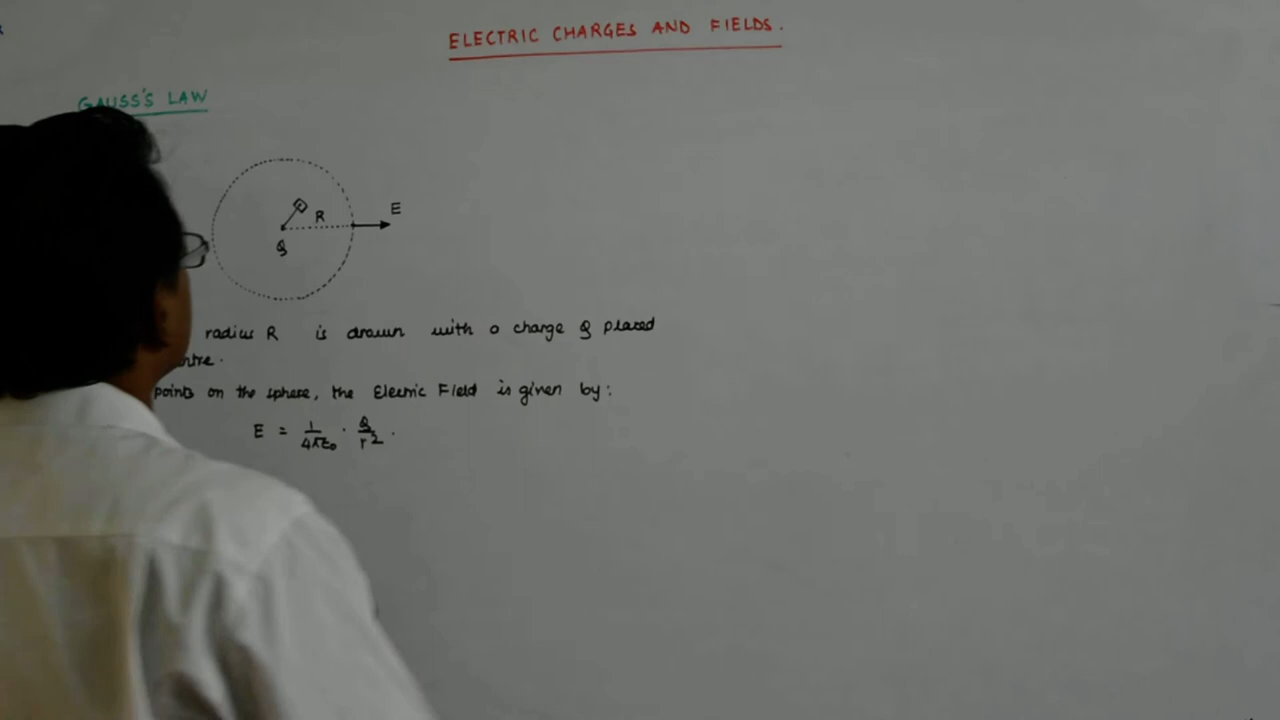 ELECTRIC CHARGES AND FIELDS.
GAUSS'S LAW
E
R
Q
radius R is drawn with a charge Q placed
ntre.
points on the sphere, the Electric Field is given by:
E = 1/4πε₀ · Q/r² .